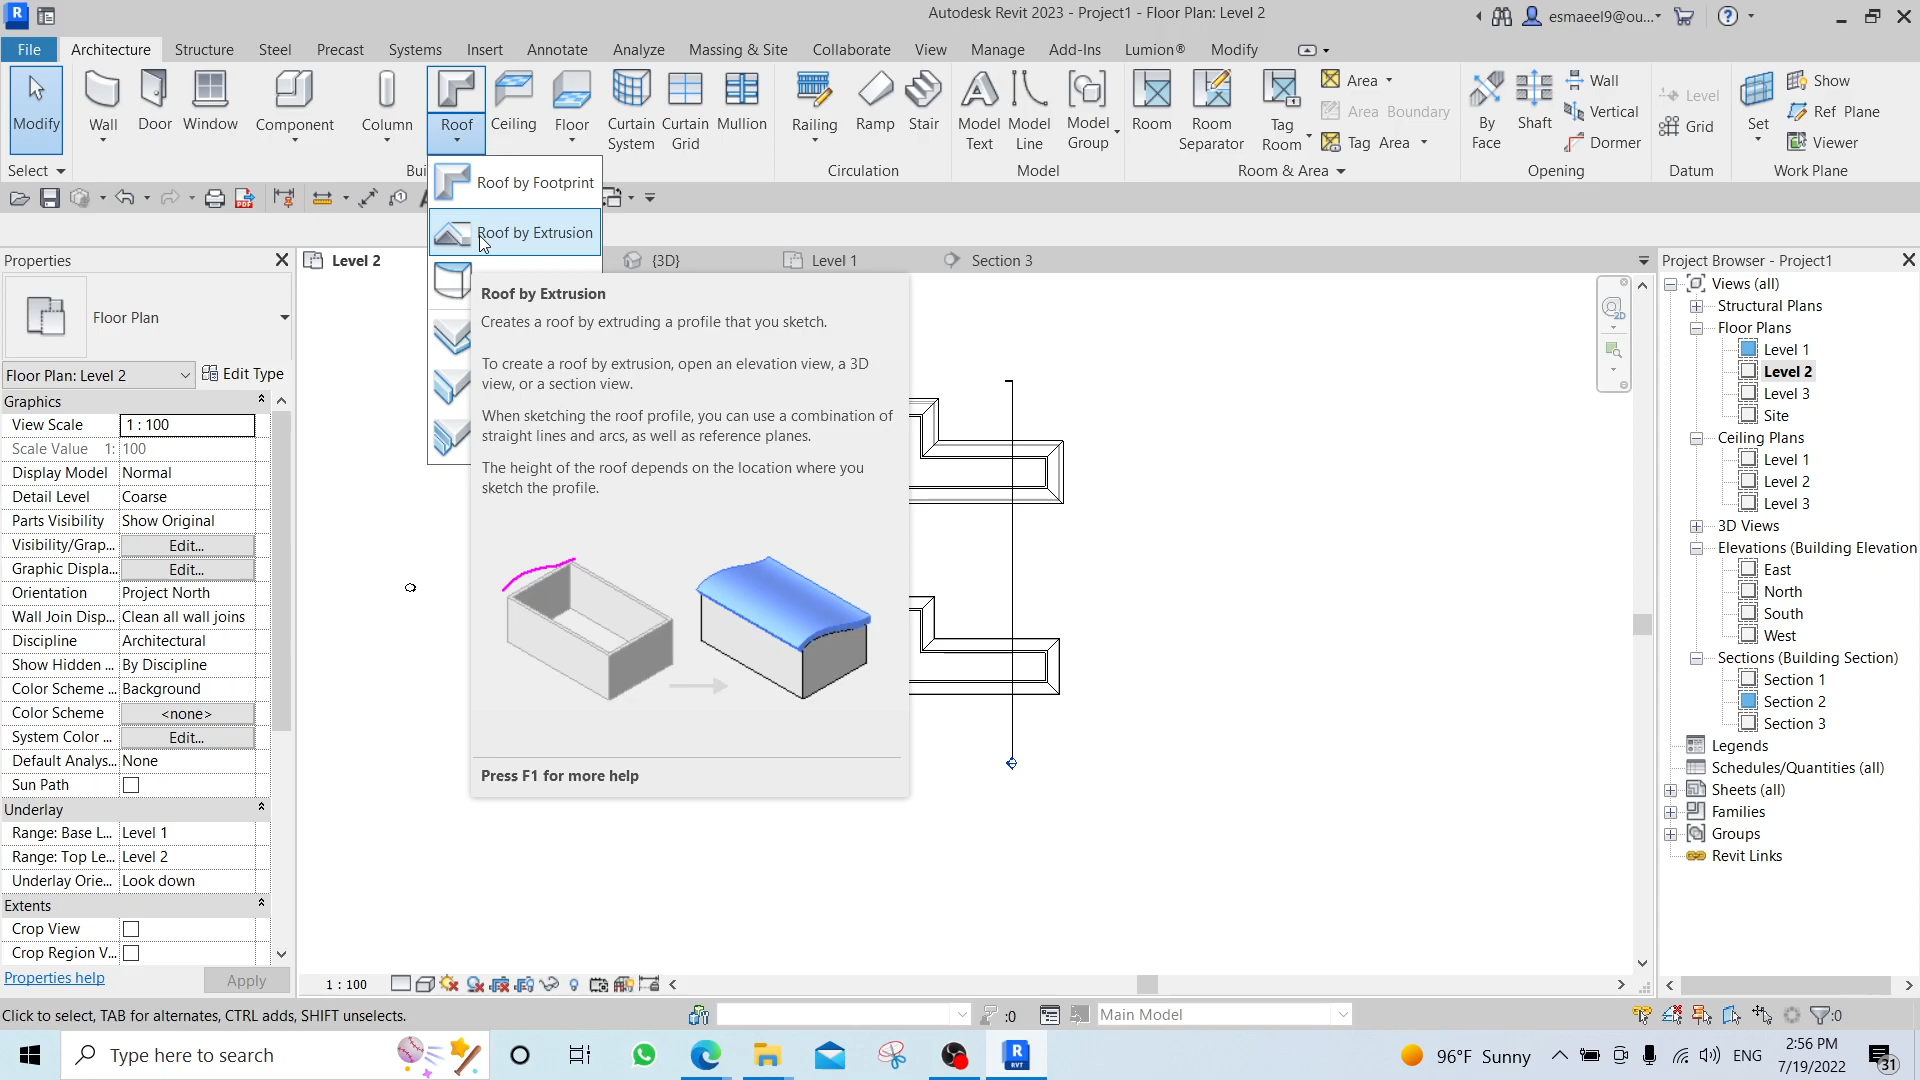 Autodesk Revit 2023 - Project1 - Floor Plan: Level 2
esmaeel9@ou...
File
Architecture
Structure
Steel
Precast
Systems
Insert
Annotate
Analyze
Massing & Site
Collaborate
View
Manage
Add-Ins
Lumion®
Modify
Modify
Wall
Door
Window
Component
Column
Roof
Ceiling
Floor
Curtain System
Curtain Grid
Mullion
Railing
Ramp
Stair
Model Text
Model Line
Model Group
Room
Room Separator
Tag Room
Area
Area Boundary
Tag Area
By Face
Shaft
Wall
Vertical
Dormer
Level
Grid
Set
Show
Ref Plane
Viewer
Select
Bui
Circulation
Model
Room & Area
Opening
Datum
Work Plane
Roof by Footprint
Roof by Extrusion
Properties
Level 2
{3D}
Level 1
Section 3
Floor Plan
Floor Plan: Level 2
Edit Type
Graphics
View Scale 1 : 100
Scale Value 1: 100
Display Model Normal
Detail Level Coarse
Parts Visibility Show Original
Visibility/Grap... Edit...
Graphic Displa... Edit...
Orientation Project North
Wall Join Disp... Clean all wall joins
Discipline Architectural
Show Hidden ... By Discipline
Color Scheme ... Background
Color Scheme <none>
System Color ... Edit...
Default Analys... None
Sun Path
Underlay
Range: Base L... Level 1
Range: Top Le... Level 2
Underlay Orie... Look down
Extents
Crop View
Crop Region V...
Properties help
Apply
Roof by Extrusion
Creates a roof by extruding a profile that you sketch.
To create a roof by extrusion, open an elevation view, a 3D
view, or a section view.
When sketching the roof profile, you can use a combination of
straight lines and arcs, as well as reference planes.
The height of the roof depends on the location where you
sketch the profile.
Press F1 for more help
2D
Project Browser - Project1
Views (all)
Structural Plans
Floor Plans
Level 1
Level 2
Level 3
Site
Ceiling Plans
Level 1
Level 2
Level 3
3D Views
Elevations (Building Elevation
East
North
South
West
Sections (Building Section)
Section 1
Section 2
Section 3
Legends
Schedules/Quantities (all)
Sheets (all)
Families
Groups
Revit Links
1 : 100
Click to select, TAB for alternates, CTRL adds, SHIFT unselects.
:0
Main Model
:0
Type here to search
96°F Sunny
ENG
2:56 PM
7/19/2022
31